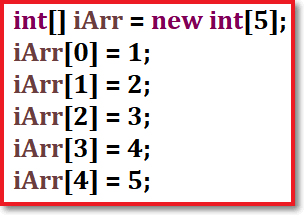 int[] iArr = new int[5];
iArr[0] = 1;
iArr[1] = 2;
iArr[2] = 3;
iArr[3] = 4;
iArr[4] = 5;